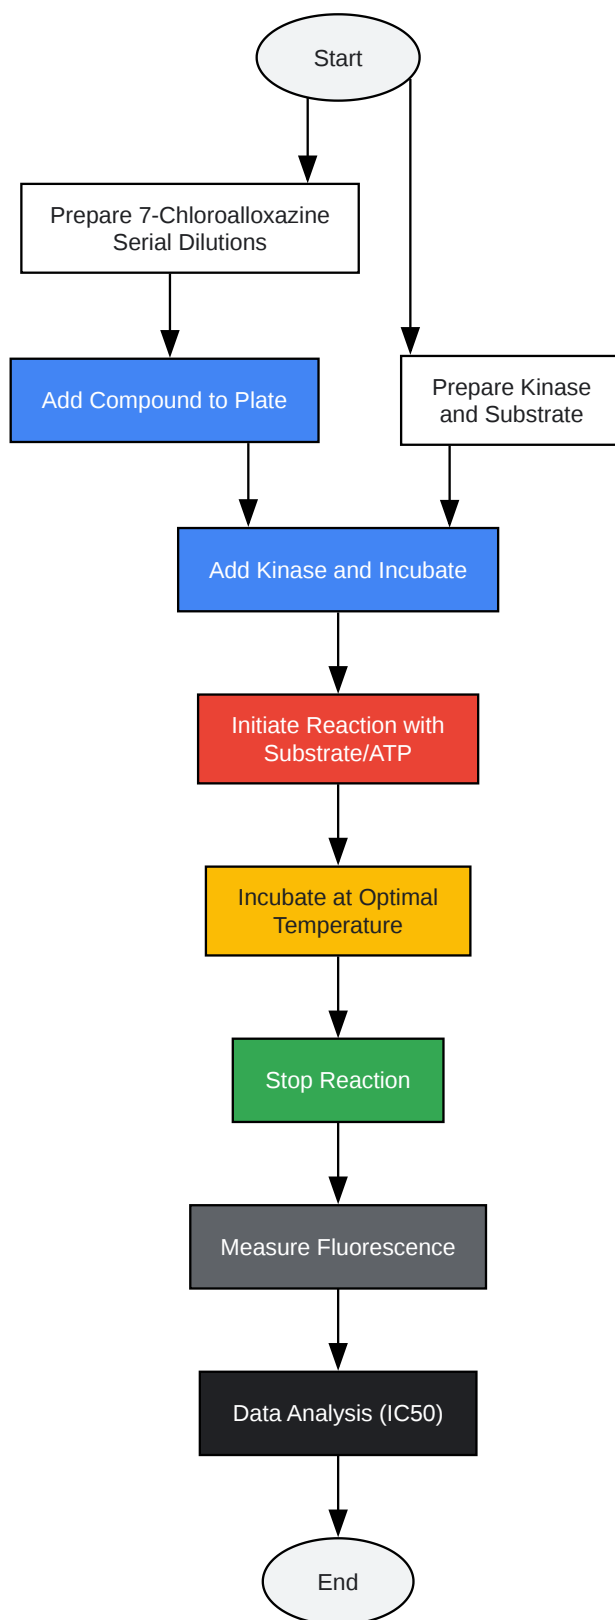 Start
Prepare 7-Chloroalloxazine
Serial Dilutions
Add Compound to Plate
Prepare Kinase
and Substrate
Add Kinase and Incubate
Initiate Reaction with
Substrate/ATP
Incubate at Optimal
Temperature
Stop Reaction
Measure Fluorescence
Data Analysis (IC50)
End